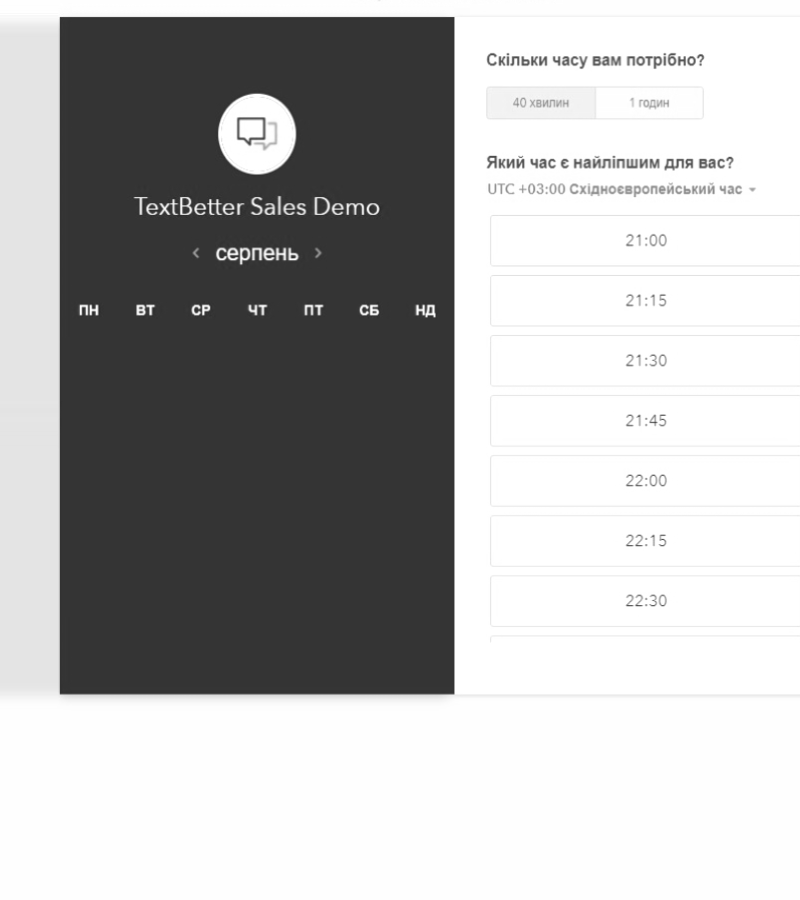 TextBetter Sales Demo
серпень
ПН ВТ СР ЧТ ПТ СБ НД
Скільки часу вам потрібно?
40 хвилин 1 годин
Який час є найліпшим для вас?
UTC +03:00 Східноєвропейський час
21:00
21:15
21:30
21:45
22:00
22:15
22:30